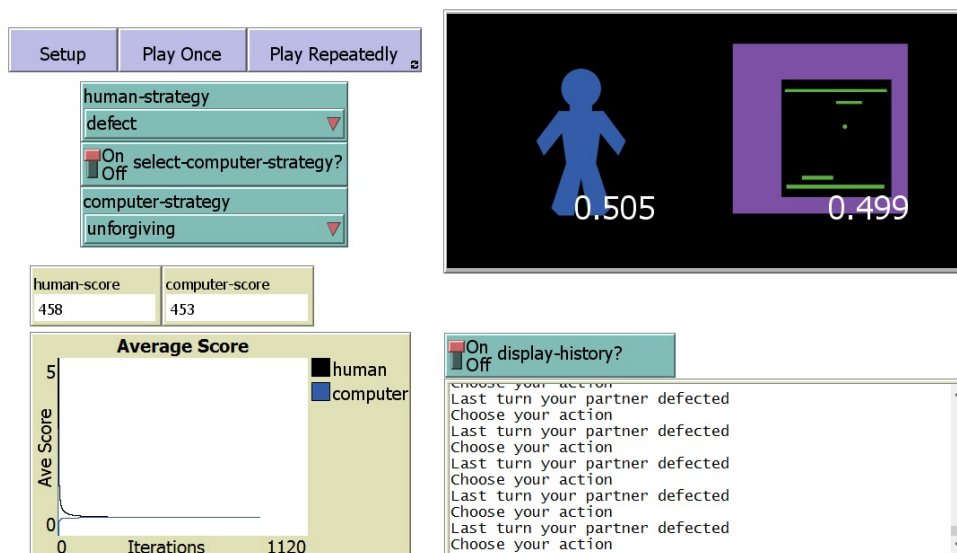 Setup
Play Once
Play Repeatedly
human-strategy
defect
On
Off
select-computer-strategy?
computer-strategy
unforgiving
0.505
0.499
human-score
458
computer-score
453
Average Score
5
Ave Score
0
0
Iterations
1120
human
computer
On
Off
display-history?
Choose your action
Last turn your partner defected
Choose your action
Last turn your partner defected
Choose your action
Last turn your partner defected
Choose your action
Last turn your partner defected
Choose your action
Last turn your partner defected
Choose your action